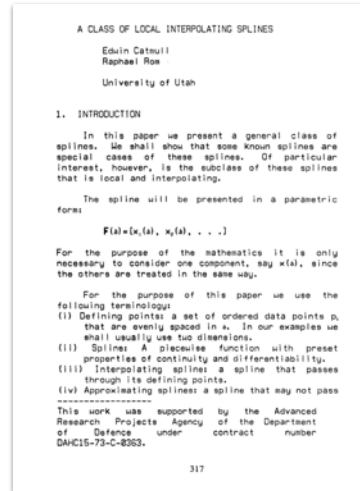 A CLASS OF LOCAL INTERPOLATING SPLINES
Edwin Catmull
Raphael Rom
University of Utah
1. INTRODUCTION
In this paper we present a general class of
splines. We shall show that some known splines are
special cases of these splines. Of particular
interest, however, is the subclass of these splines
that is local and interpolating.
The spline will be presented in a parametric
form:
F(a)=[x₁(a), x₂(a), . . .]
For the purpose of the mathematics it is only
necessary to consider one component, say x(a), since
the others are treated in the same way.
For the purpose of this paper we use the
following terminology:
(i) Defining points: a set of ordered data points pᵢ
that are evenly spaced in a. In our examples we
shall usually use two dimensions.
(ii) Spline: A piecewise function with preset
properties of continuity and differentiability.
(iii) Interpolating spline: a spline that passes
through its defining points.
(iv) Approximating spline: a spline that may not pass
This work was supported by the Advanced
Research Projects Agency of the Department
of Defence under contract number
DAHC15-73-C-0363.
317